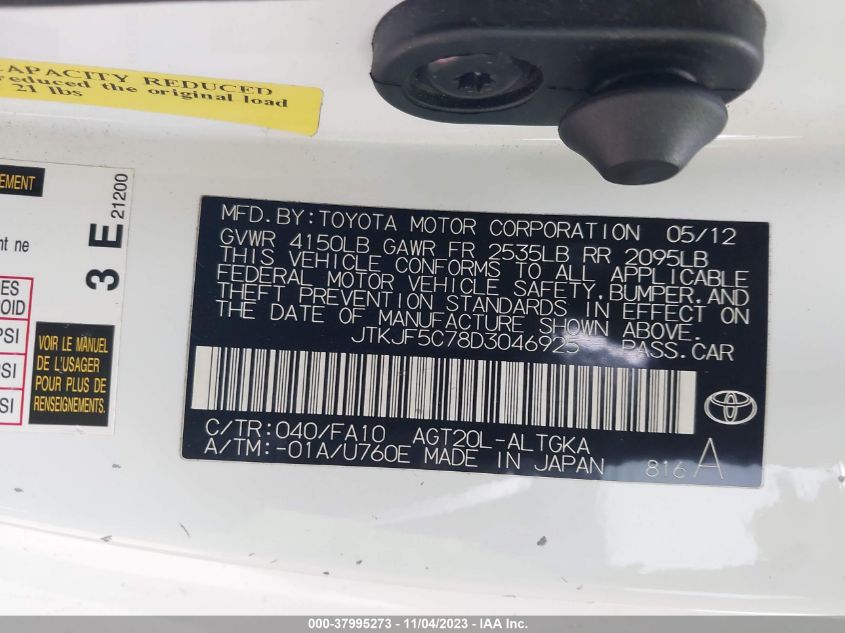 CAPACITY REDUCED
reduced the original load
21 lbs
EMENT
nt ne
3 E
21200
ES
OID
PSI
SI
SI
VOIR LE MANUEL
DE L'USAGER
POUR PLUS DE
RENSEIGNEMENTS.
MFD. BY: TOYOTA MOTOR CORPORATION 05/12
GVWR 4150LB GAWR FR 2535LB RR 2095LB
THIS VEHICLE CONFORMS TO ALL APPLICABLE
FEDERAL MOTOR VEHICLE SAFETY, BUMPER, AND
THEFT PREVENTION STANDARDS IN EFFECT ON
THE DATE OF MANUFACTURE SHOWN ABOVE.
JTKJF5C78D3046925 PASS. CAR
C/TR: 040/FA10 AGT20L-ALTGKA
A/TM: -01A/U760E MADE IN JAPAN 816 A
000-37995273 - 11/04/2023 - IAA Inc.